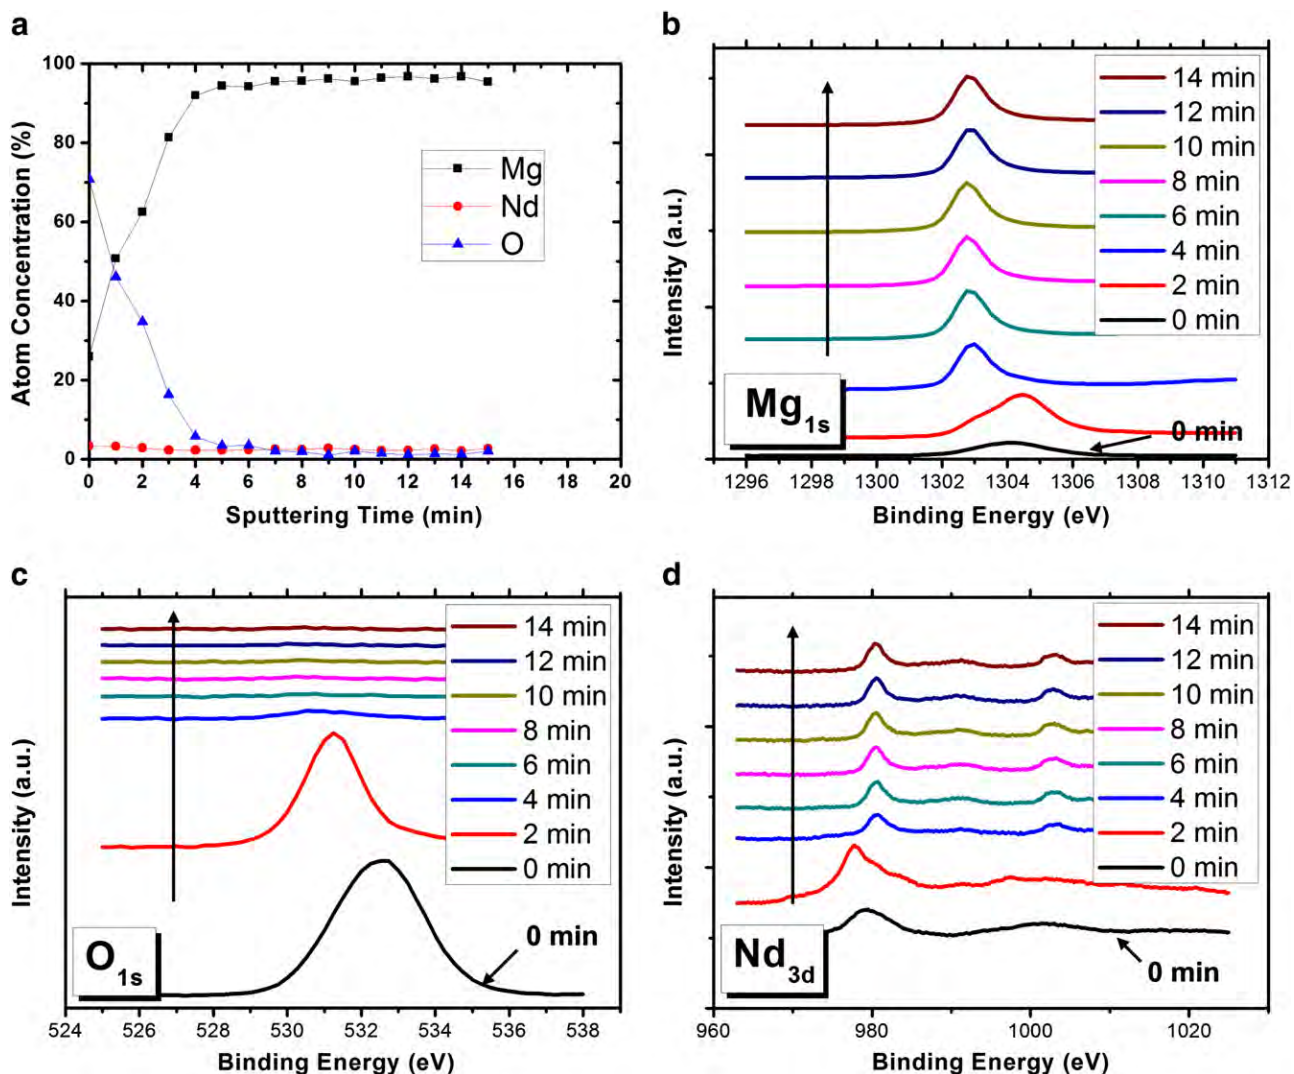 a
100
80
60
40
20
0
Atom Concentration (%)
Mg
Nd
O
0 2 4 6 8 10 12 14 16 18 20
Sputtering Time (min)
b
14 min
12 min
10 min
8 min
6 min
4 min
2 min
0 min
Intensity (a.u.)
Mg1s
0 min
1296 1298 1300 1302 1304 1306 1308 1310 1312
Binding Energy (eV)
c
14 min
12 min
10 min
8 min
6 min
4 min
2 min
0 min
Intensity (a.u.)
O1s
0 min
524 526 528 530 532 534 536 538
Binding Energy (eV)
d
14 min
12 min
10 min
8 min
6 min
4 min
2 min
0 min
Intensity (a.u.)
Nd3d
0 min
960 980 1000 1020
Binding Energy (eV)